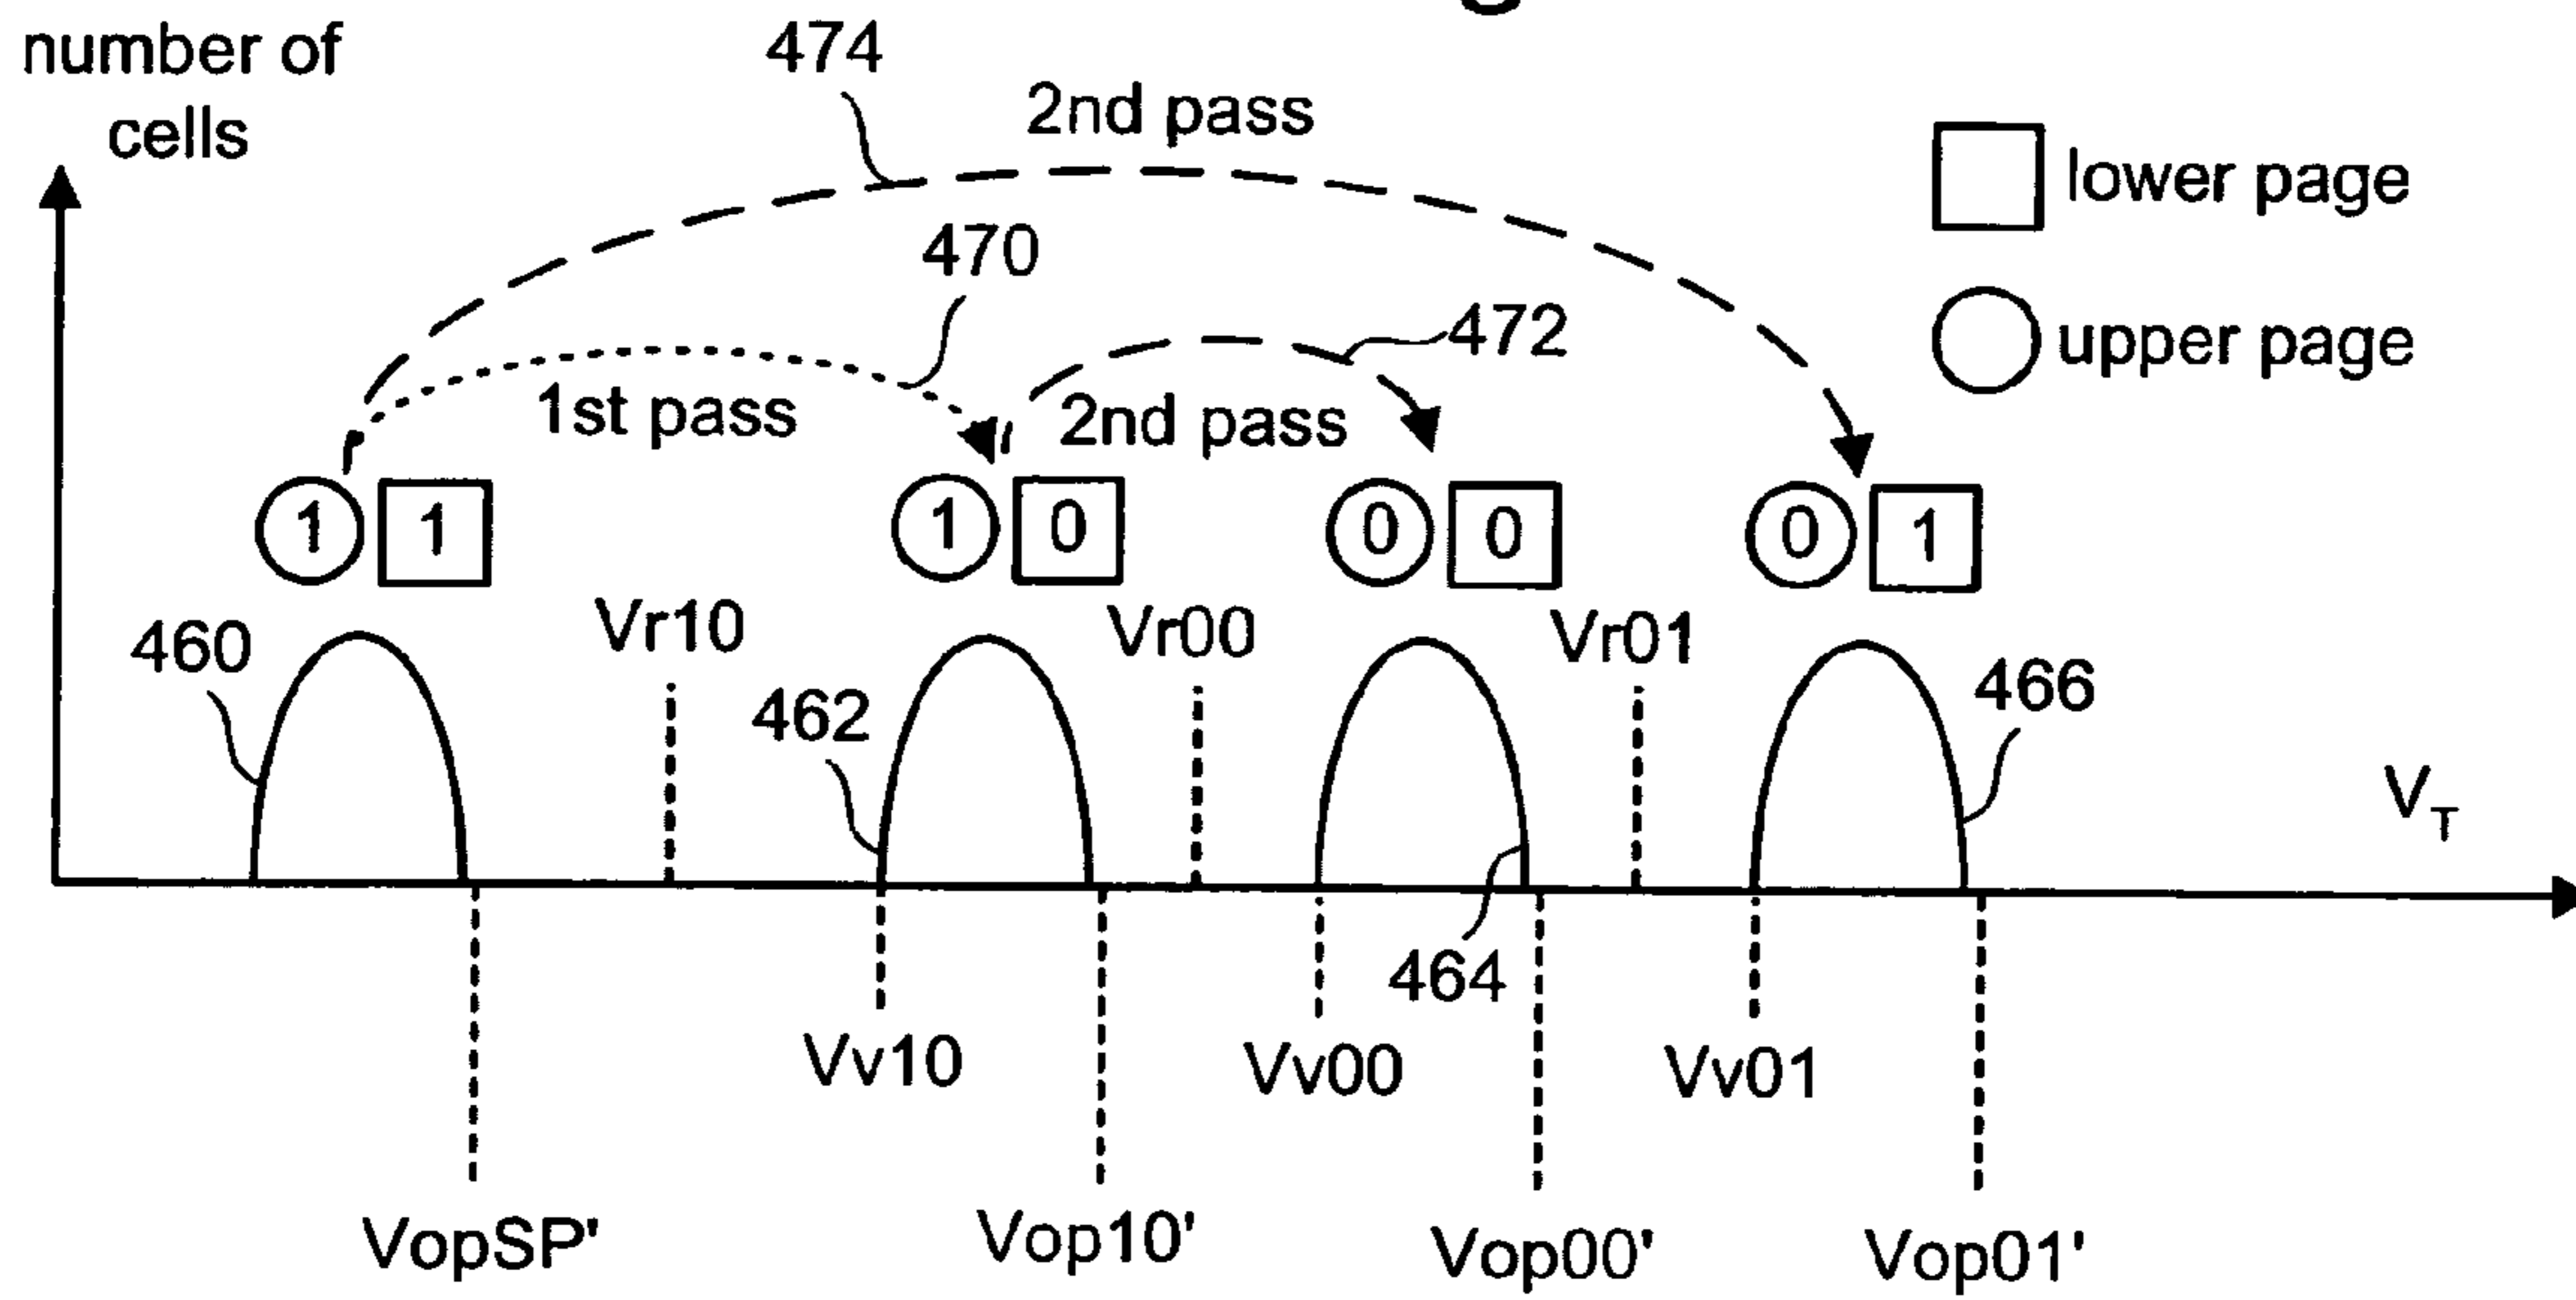 g
number of
cells
474
2nd pass
lower page
470
upper page
472
1st pass
2nd pass
1 1
1 0
0 0
0 1
Vr10
Vr00
Vr01
460
462
466
VT
464
Vv10
Vv00
Vv01
VopSP'
Vop10'
Vop00'
Vop01'